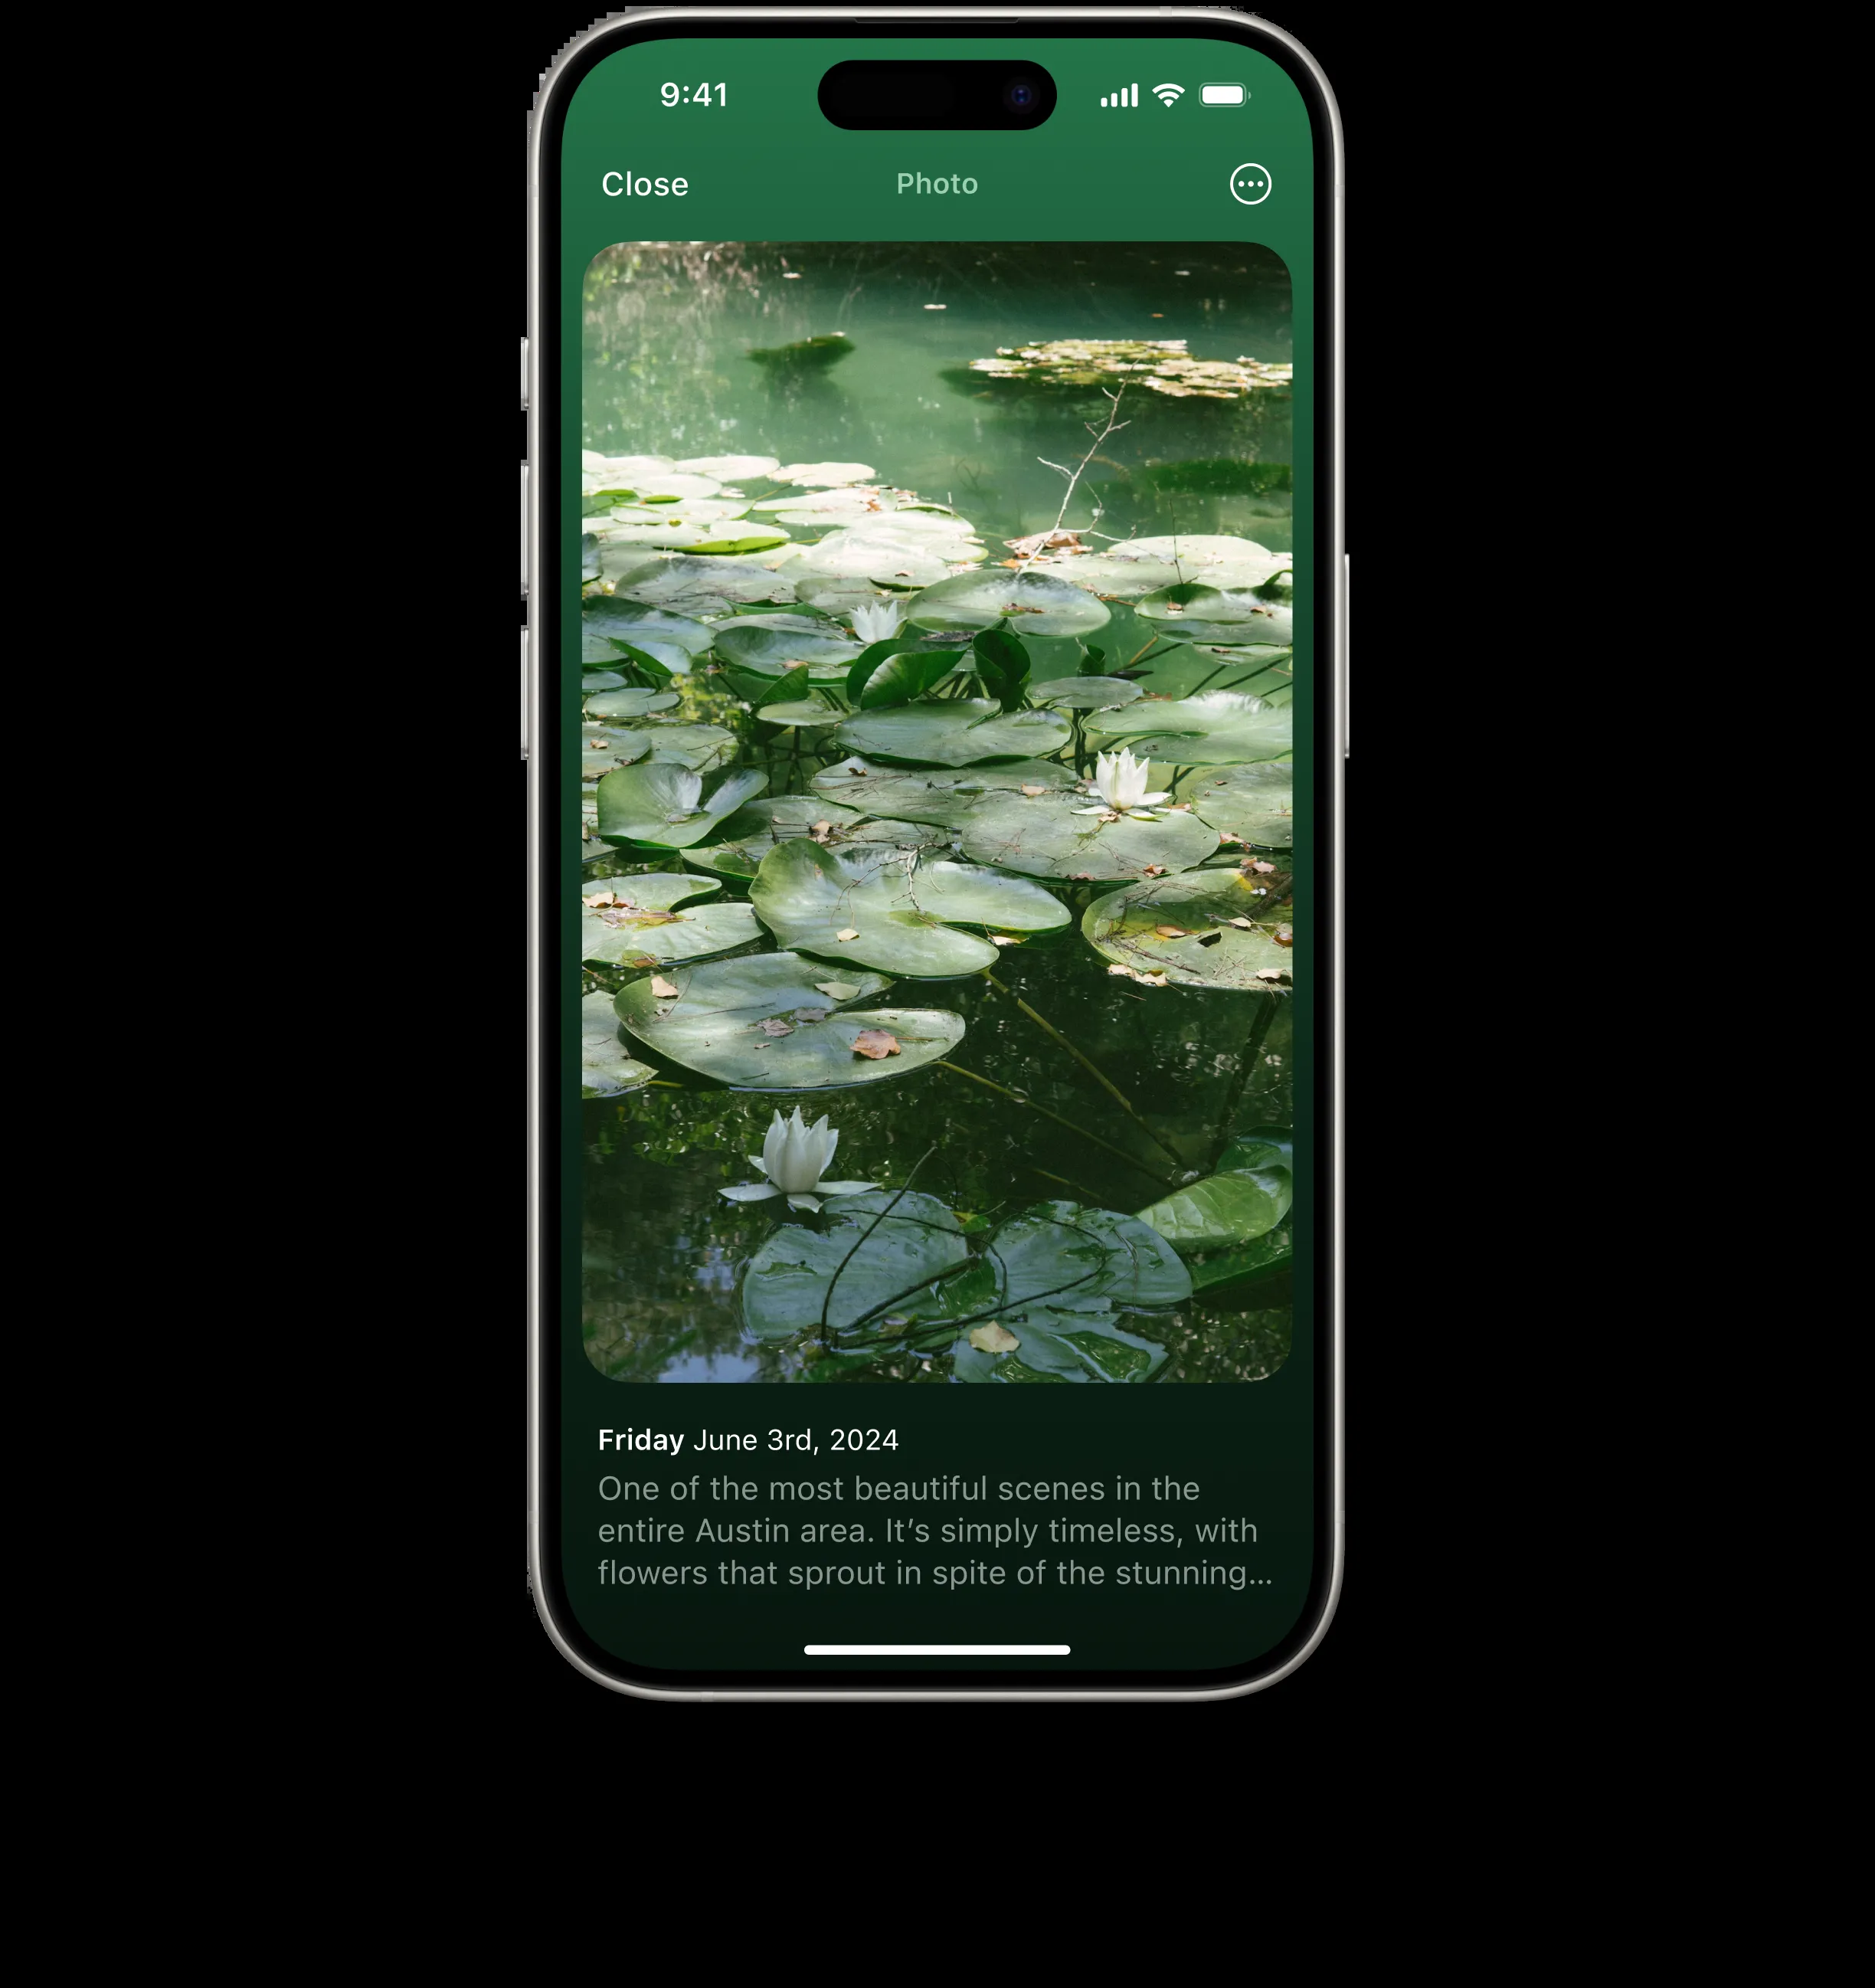 9:41
Close
Photo
Friday June 3rd, 2024
One of the most beautiful scenes in the
entire Austin area. It’s simply timeless, with
flowers that sprout in spite of the stunning...